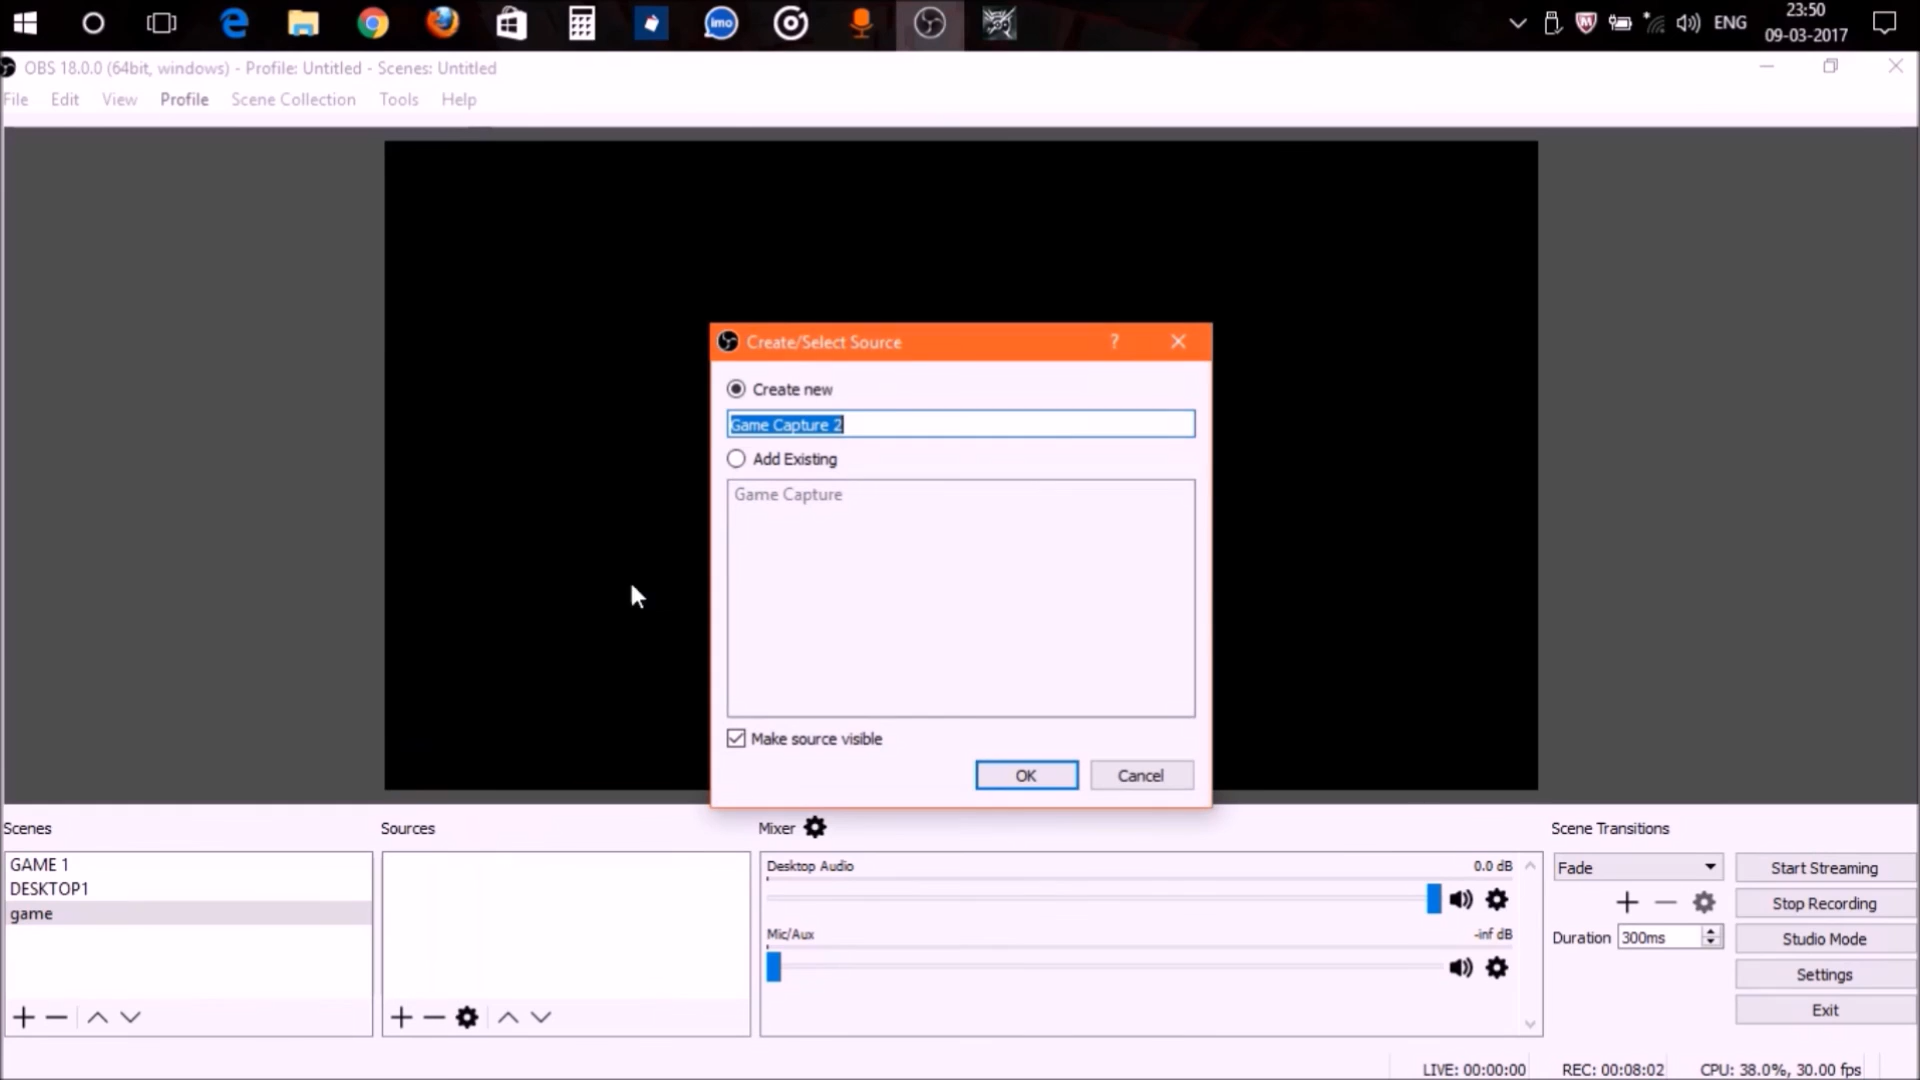 imo
ENG
23:50
09-03-2017
OBS 18.0.0 (64bit, windows) - Profile: Untitled - Scenes: Untitled
File Edit View Profile Scene Collection Tools Help
Create/Select Source ?
Create new
Game Capture 2
Add Existing
Game Capture
Make source visible
OK Cancel
Scenes
GAME 1
DESKTOP1
game
Sources
Mixer
Desktop Audio 0.0 dB
Mic/Aux -inf dB
Scene Transitions
Fade
Duration 300ms
Start Streaming
Stop Recording
Studio Mode
Settings
Exit
LIVE: 00:00:00 REC: 00:08:02 CPU: 38.0%, 30.00 fps